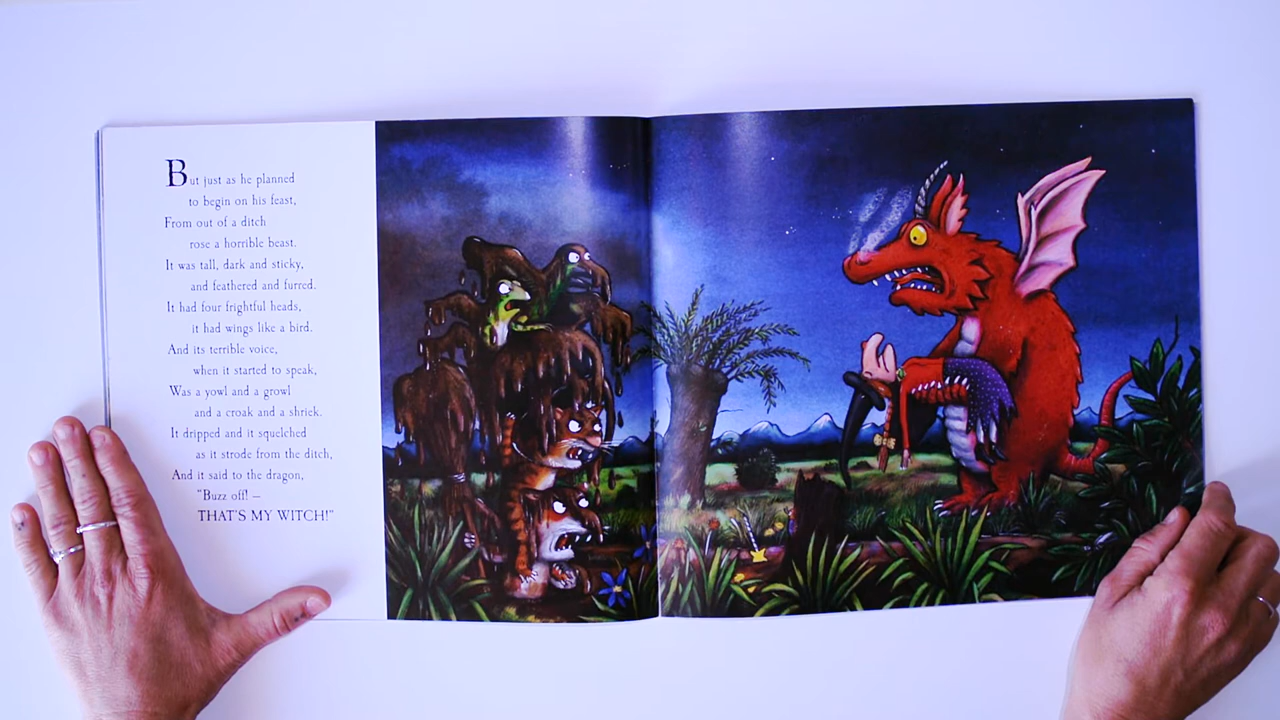 But just as he planned
to begin on his feast,
From out of a ditch
rose a horrible beast.
It was tall, dark and sticky,
and feathered and furred.
It had four frightful heads,
it had wings like a bird.
And its terrible voice,
when it started to speak,
Was a yowl and a growl
and a croak and a shriek.
It dripped and it squelched
as it strode from the ditch,
And it said to the dragon,
"Buzz off! –
THAT'S MY WITCH!"